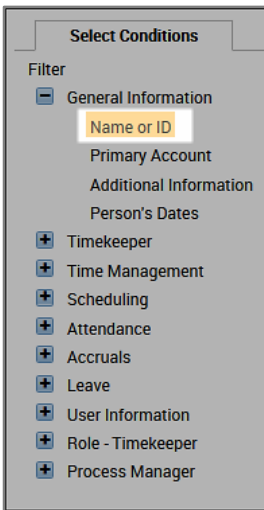 Select Conditions
Filter
General Information
Name or ID
Primary Account
Additional Information
Person's Dates
Timekeeper
Time Management
Scheduling
Attendance
Accruals
Leave
User Information
Role - Timekeeper
Process Manager